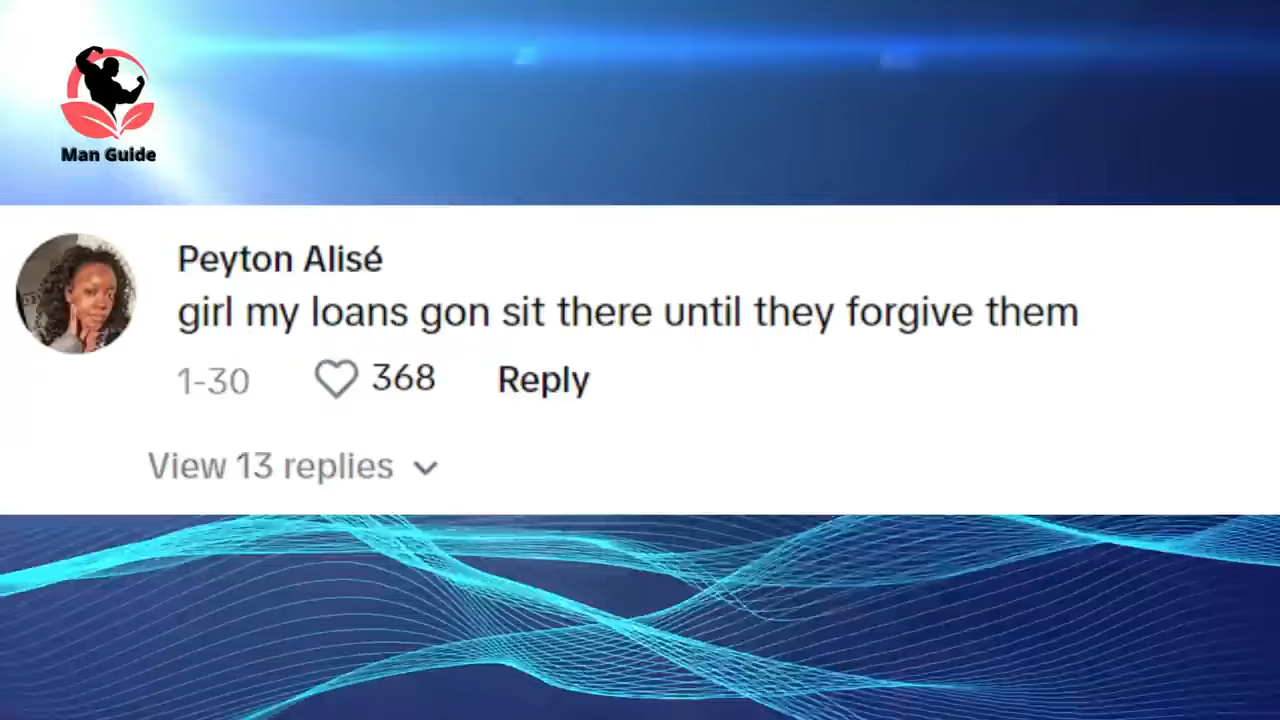 Man Guide
Peyton Alisé
girl my loans gon sit there until they forgive them
1-30 368 Reply
View 13 replies